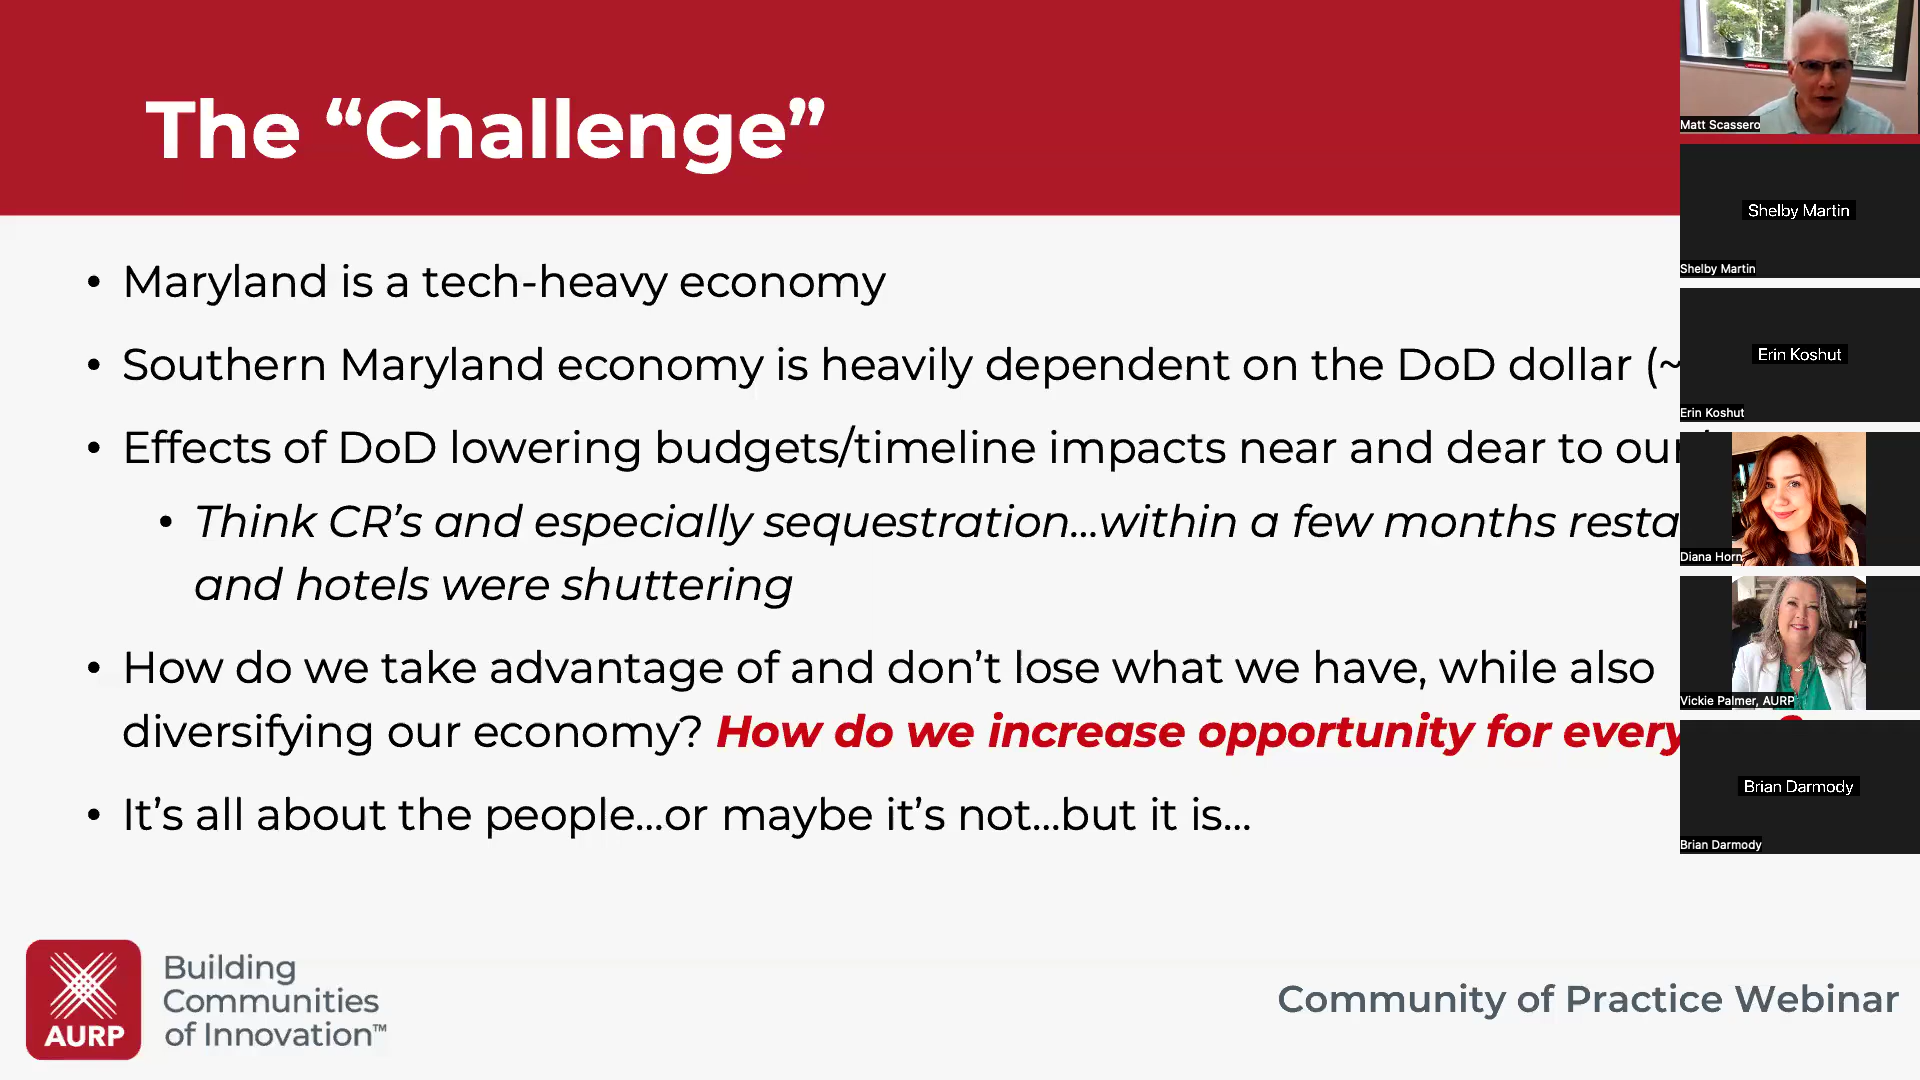 The “Challenge”
• Maryland is a tech-heavy economy
• Southern Maryland economy is heavily dependent on the DoD dollar (~
• Effects of DoD lowering budgets/timeline impacts near and dear to our
• Think CR’s and especially sequestration...within a few months
and hotels were shuttering
• How do we take advantage of and don’t lose what we have, while also
diversifying our economy? How do we increase opportunity for
• It’s all about the people...or maybe it’s not...but it is...
AURP
Building
Communities
of Innovation™
Community of Practice Webinar
Matt Scassero
Shelby Martin
Shelby Martin
Erin Koshut
Erin Koshut
Diana Horn
Vickie Palmer, AURP
Brian Darmody
Brian Darmody